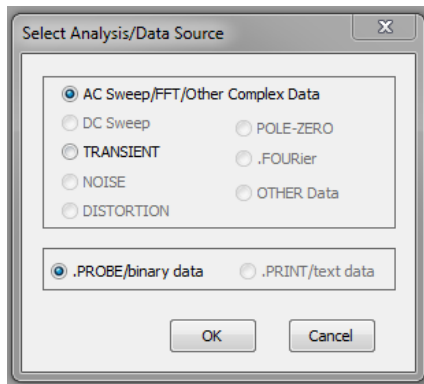 Select Analysis/Data Source
AC Sweep/FFT/Other Complex Data
DC Sweep
TRANSIENT
NOISE
DISTORTION
POLE-ZERO
.FOURier
OTHER Data
.PROBE/binary data
.PRINT/text data
OK
Cancel